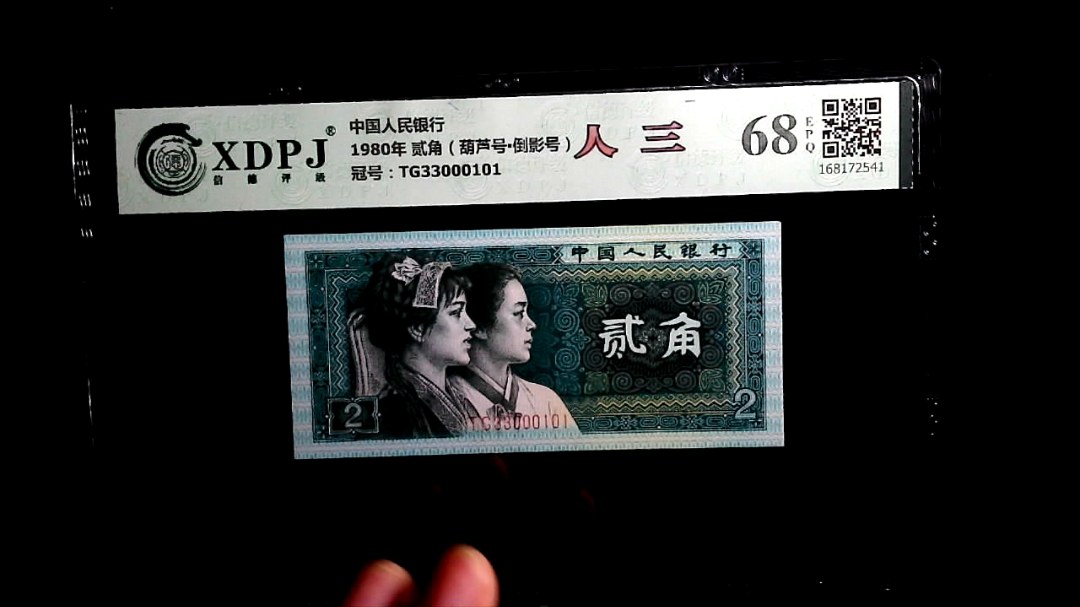 XDPJ®
信德评级
中国人民银行
1980年 贰角（葫芦号·倒影号）
冠号：TG33000101
人三
68
EPQ
168172541
中国人民银行
贰角
2
2
TG33000101